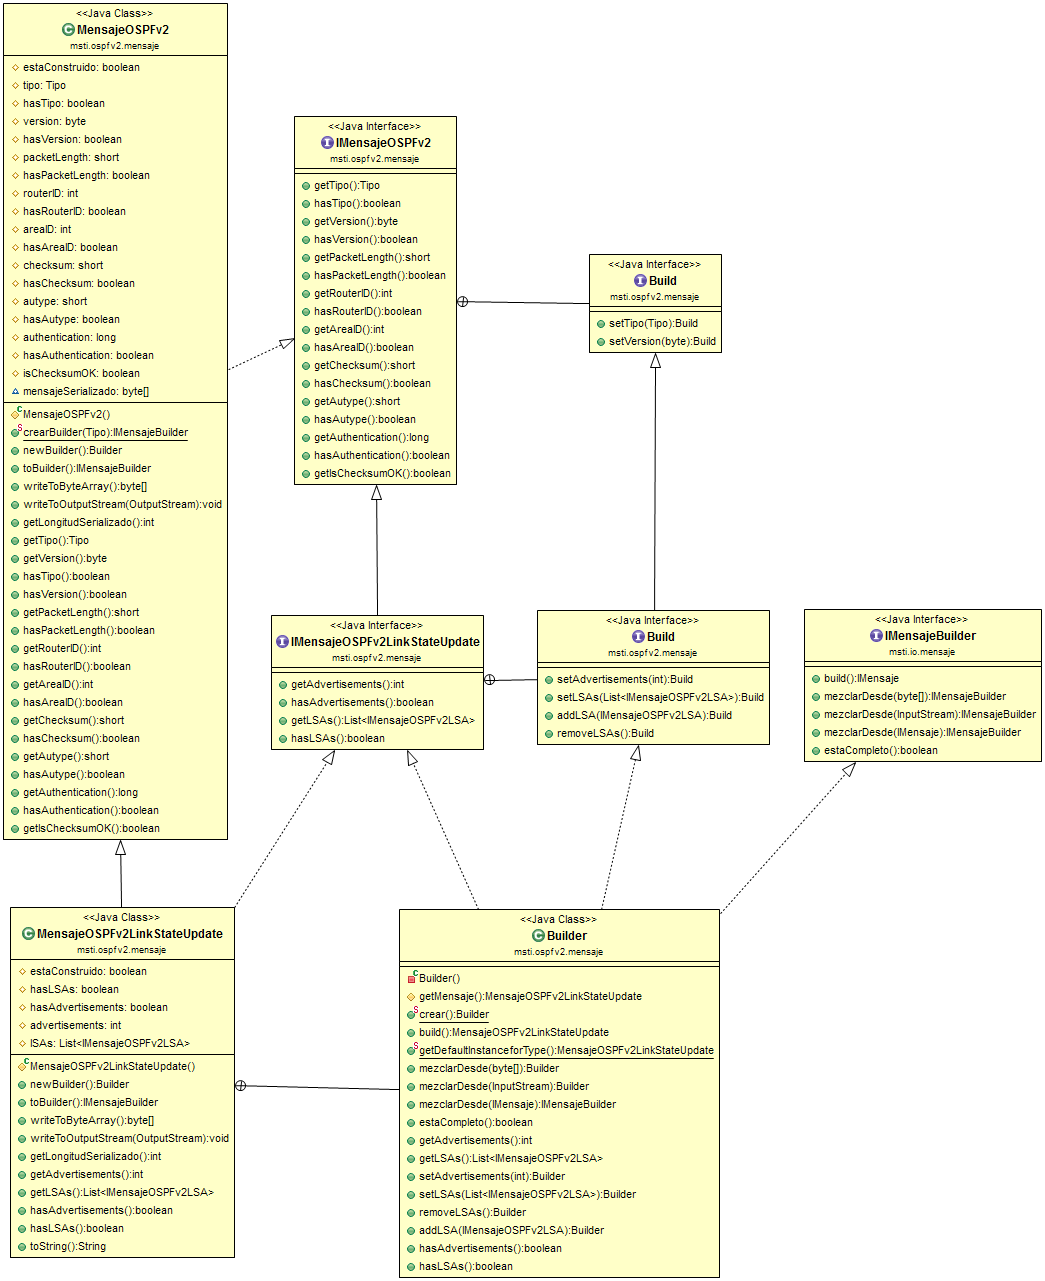 <<Java Class>>
MensajeOSPFv2
msti.ospfv2.mensaje
estaConstruido: boolean
tipo: Tipo
hasTipo: boolean
version: byte
hasVersion: boolean
packetLength: short
hasPacketLength: boolean
routerID: int
hasRouterID: boolean
areaID: int
hasAreaID: boolean
checksum: short
hasChecksum: boolean
autype: short
hasAutype: boolean
authentication: long
hasAuthentication: boolean
isChecksumOK: boolean
mensajeSerializado: byte[]
MensajeOSPFv2()
crearBuilder(Tipo):IMensajeBuilder
newBuilder():Builder
toBuilder():IMensajeBuilder
writeToByteArray():byte[]
writeToOutputStream(OutputStream):void
getLongitudSerializado():int
getTipo():Tipo
getVersion():byte
hasTipo():boolean
hasVersion():boolean
getPacketLength():short
hasPacketLength():boolean
getRouterID():int
hasRouterID():boolean
getAreaID():int
hasAreaID():boolean
getChecksum():short
hasChecksum():boolean
getAutype():short
hasAutype():boolean
getAuthentication():long
hasAuthentication():boolean
getIsChecksumOK():boolean
<<Java Interface>>
IMensajeOSPFv2
msti.ospfv2.mensaje
getTipo():Tipo
hasTipo():boolean
getVersion():byte
hasVersion():boolean
getPacketLength():short
hasPacketLength():boolean
getRouterID():int
hasRouterID():boolean
getAreaID():int
hasAreaID():boolean
getChecksum():short
hasChecksum():boolean
getAutype():short
hasAutype():boolean
getAuthentication():long
hasAuthentication():boolean
getIsChecksumOK():boolean
<<Java Interface>>
Build
msti.ospfv2.mensaje
setTipo(Tipo):Build
setVersion(byte):Build
<<Java Interface>>
IMensajeOSPFv2LinkStateUpdate
msti.ospfv2.mensaje
getAdvertisements():int
hasAdvertisements():boolean
getLSAs():List<IMensajeOSPFv2LSA>
hasLSAs():boolean
<<Java Interface>>
Build
msti.ospfv2.mensaje
setAdvertisements(int):Build
setLSAs(List<IMensajeOSPFv2LSA>):Build
addLSA(IMensajeOSPFv2LSA):Build
removeLSAs():Build
<<Java Interface>>
IMensajeBuilder
msti.io.mensaje
build():IMensaje
mezclarDesde(byte[]):IMensajeBuilder
mezclarDesde(InputStream):IMensajeBuilder
mezclarDesde(IMensaje):IMensajeBuilder
estaCompleto():boolean
<<Java Class>>
MensajeOSPFv2LinkStateUpdate
msti.ospfv2.mensaje
estaConstruido: boolean
hasLSAs: boolean
hasAdvertisements: boolean
advertisements: int
lSAs: List<IMensajeOSPFv2LSA>
MensajeOSPFv2LinkStateUpdate()
newBuilder():Builder
toBuilder():IMensajeBuilder
writeToByteArray():byte[]
writeToOutputStream(OutputStream):void
getLongitudSerializado():int
getAdvertisements():int
getLSAs():List<IMensajeOSPFv2LSA>
hasAdvertisements():boolean
hasLSAs():boolean
toString():String
<<Java Class>>
Builder
msti.ospfv2.mensaje
Builder()
getMensaje():MensajeOSPFv2LinkStateUpdate
crear():Builder
build():MensajeOSPFv2LinkStateUpdate
getDefaultInstanceforType():MensajeOSPFv2LinkStateUpdate
mezclarDesde(byte[]):Builder
mezclarDesde(InputStream):Builder
mezclarDesde(IMensaje):IMensajeBuilder
estaCompleto():boolean
getAdvertisements():int
getLSAs():List<IMensajeOSPFv2LSA>
setAdvertisements(int):Builder
setLSAs(List<IMensajeOSPFv2LSA>):Builder
removeLSAs():Builder
addLSA(IMensajeOSPFv2LSA):Builder
hasAdvertisements():boolean
hasLSAs():boolean